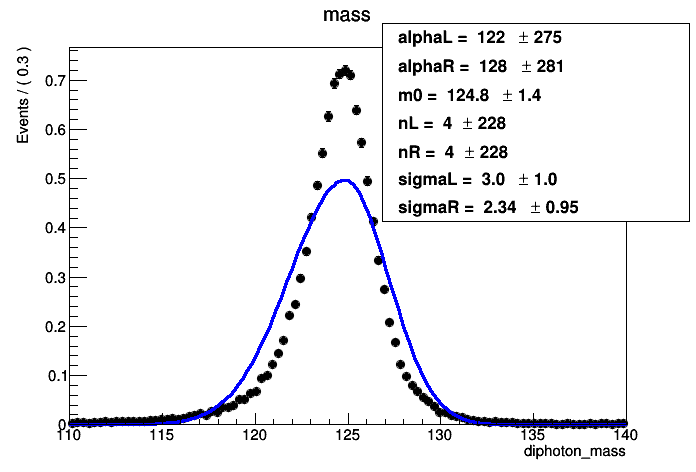 mass
alphaL = 122 ± 275
alphaR = 128 ± 281
m0 = 124.8 ± 1.4
nL = 4 ± 228
nR = 4 ± 228
sigmaL = 3.0 ± 1.0
sigmaR = 2.34 ± 0.95
Events / ( 0.3 )
0.7
0.6
0.5
0.4
0.3
0.2
0.1
0
110 115 120 125 130 135 140
diphoton_mass